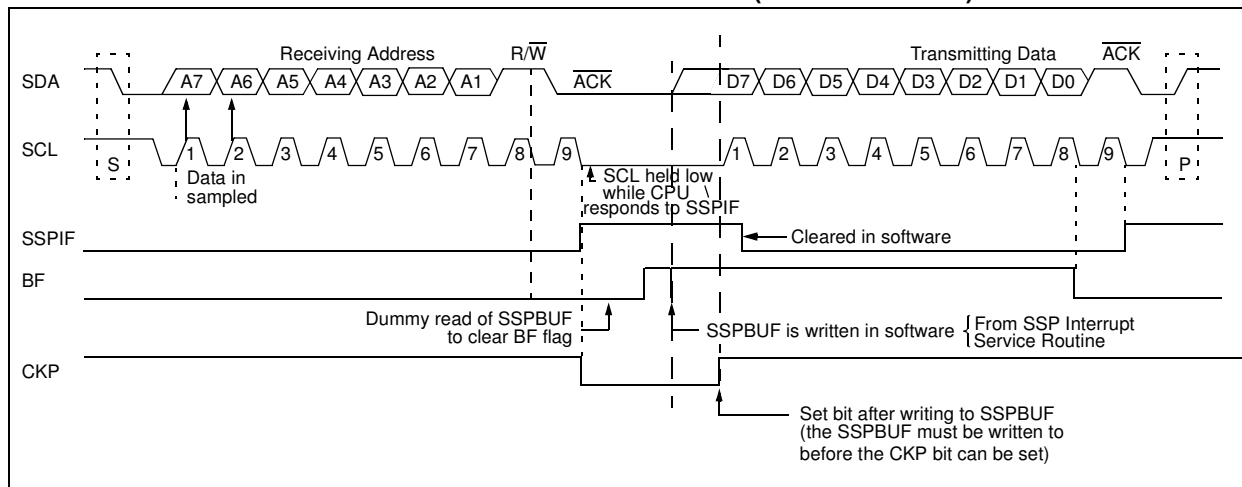 Receiving Address R/W Transmitting Data ACK
SDA A7 A6 A5 A4 A3 A2 A1 ACK D7 D6 D5 D4 D3 D2 D1 D0
SCL S 1 2 3 4 5 6 7 8 9 1 2 3 4 5 6 7 8 9 P
Data in
sampled
SCL held low
while CPU
responds to SSPIF
SSPIF
Cleared in software
BF
Dummy read of SSPBUF
to clear BF flag
SSPBUF is written in software
From SSP Interrupt
Service Routine
CKP
Set bit after writing to SSPBUF
(the SSPBUF must be written to
before the CKP bit can be set)